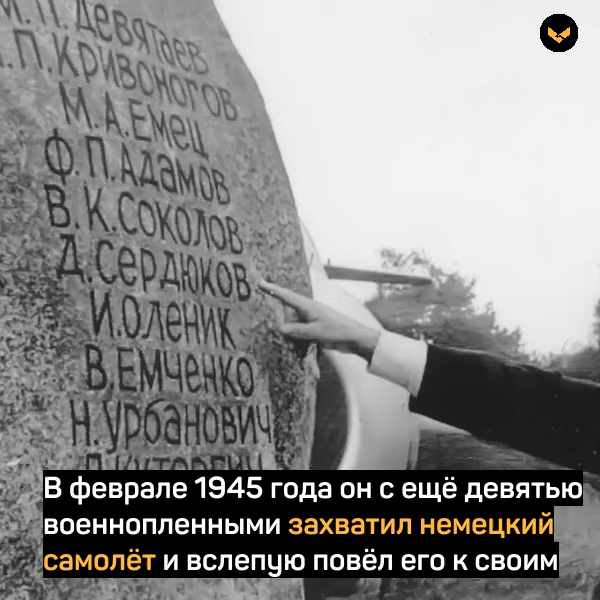 М.П. Девятаев
.П.Кривоногов
М.А.Емец
Ф.П.Адамов
В.К.Соколов
Д.Сердюков
И.Оленик
В.Емченко
Н.Урбанович
В феврале 1945 года он с ещё девятью
военнопленными захватил немецкий
самолёт и вслепую повёл его к своим